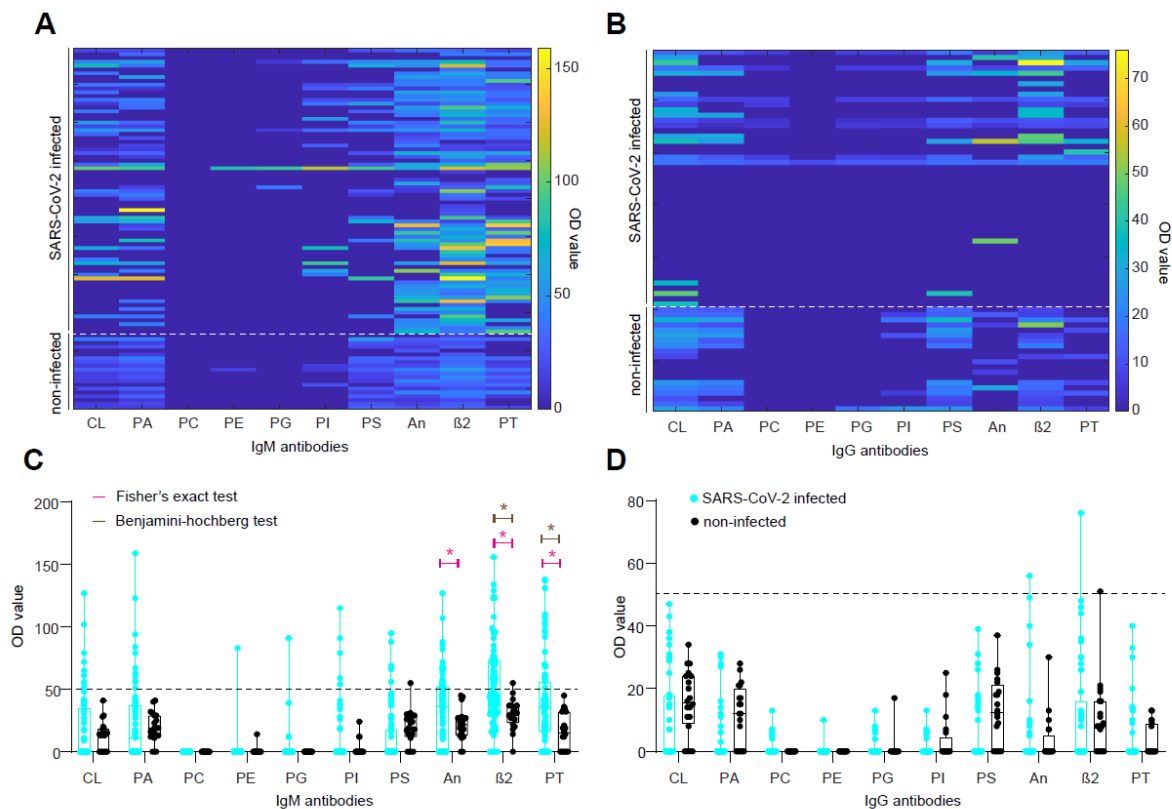 A
SARS-CoV-2 infected
non-infected
CL PA PC PE PG PI PS An ß2 PT
IgM antibodies
150
100
50
0
OD value
B
SARS-CoV-2 infected
non-infected
CL PA PC PE PG PI PS An ß2 PT
IgG antibodies
70
60
50
40
30
20
10
0
OD value
C
Fisher's exact test
Benjamini-hochberg test
* * * * *
200
150
100
50
0
OD value
CL PA PC PE PG PI PS An ß2 PT
IgM antibodies
D
SARS-CoV-2 infected
non-infected
80
60
40
20
0
OD value
CL PA PC PE PG PI PS An ß2 PT
IgG antibodies